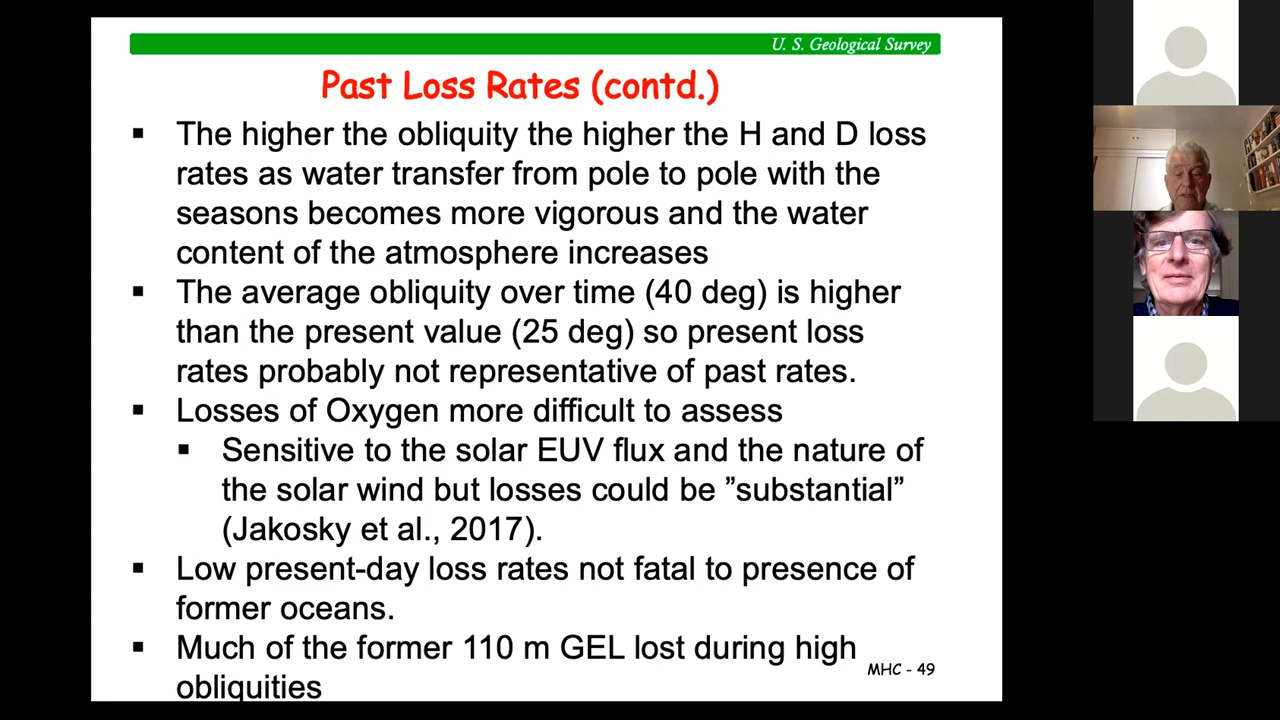 U. S. Geological Survey
Past Loss Rates (contd.)
▪ The higher the obliquity the higher the H and D loss
rates as water transfer from pole to pole with the
seasons becomes more vigorous and the water
content of the atmosphere increases
▪ The average obliquity over time (40 deg) is higher
than the present value (25 deg) so present loss
rates probably not representative of past rates.
▪ Losses of Oxygen more difficult to assess
▪ Sensitive to the solar EUV flux and the nature of
the solar wind but losses could be ”substantial”
(Jakosky et al., 2017).
▪ Low present-day loss rates not fatal to presence of
former oceans.
▪ Much of the former 110 m GEL lost during high
obliquities
MHC - 49